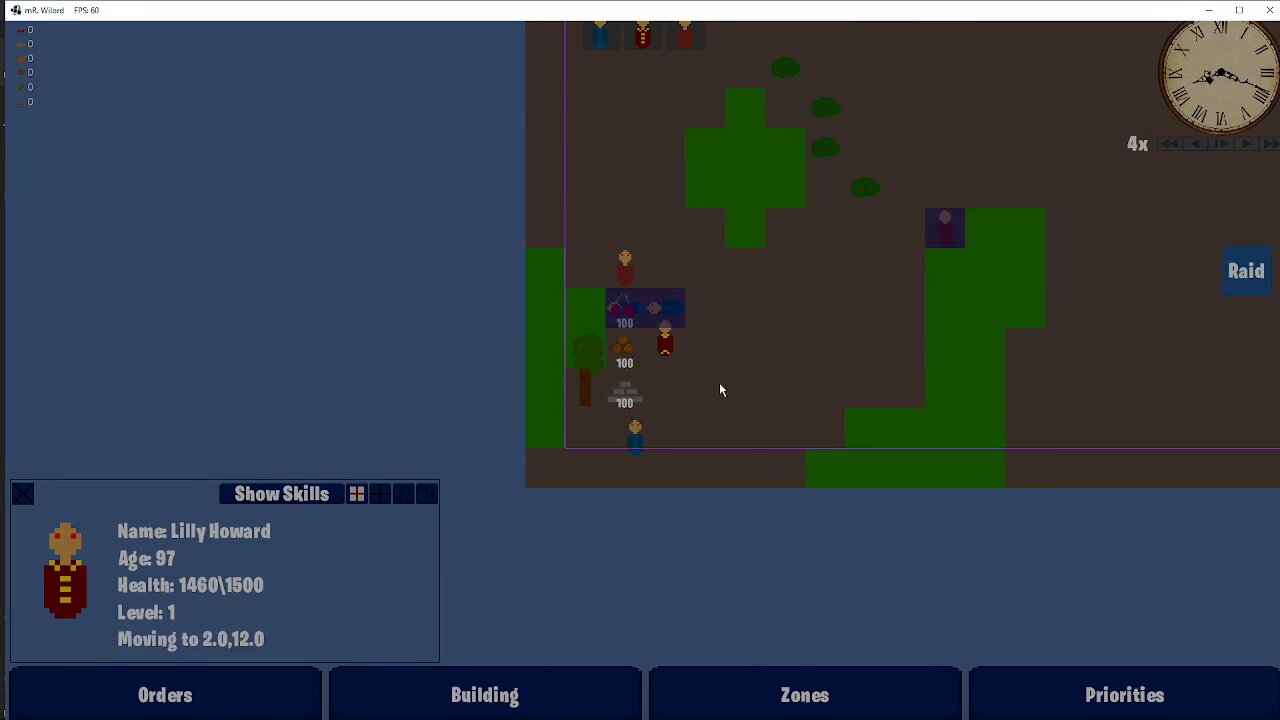 mR. Wilord FPS: 60
0
0
0
0
0
0
4x
Raid
100
100
100
Show Skills
Name: Lilly Howard
Age: 97
Health: 1460\1500
Level: 1
Moving to 2.0,12.0
Orders
Building
Zones
Priorities